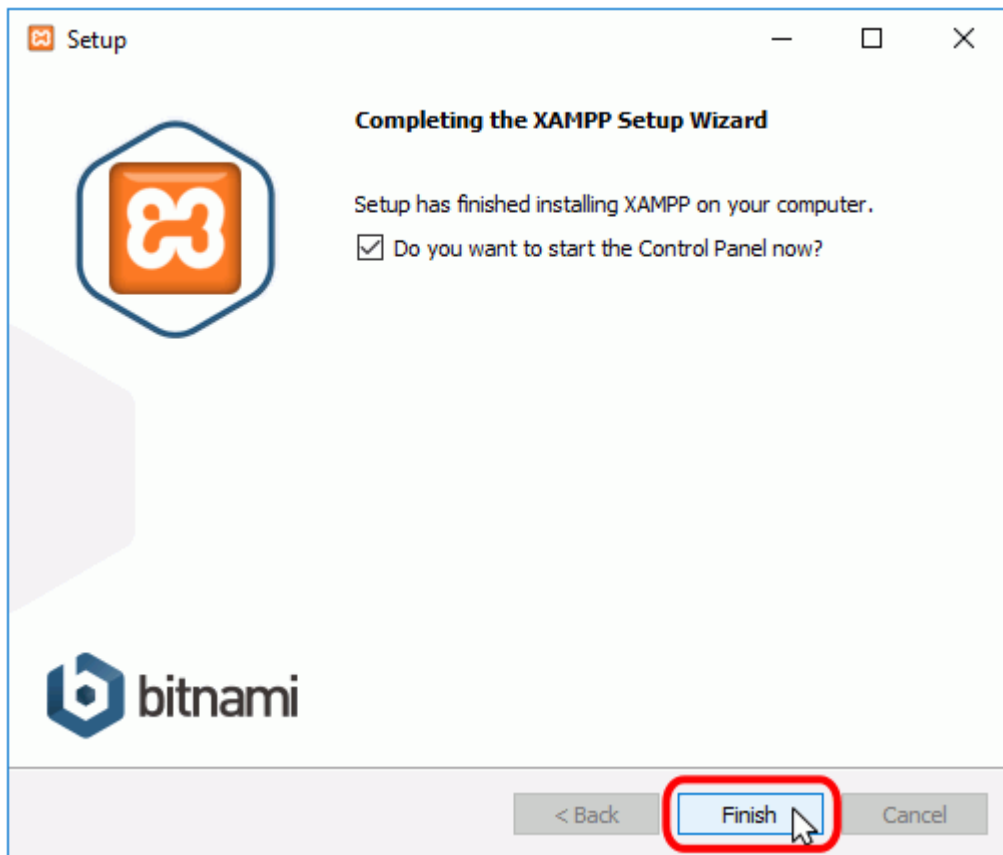 Setup
Completing the XAMPP Setup Wizard
Setup has finished installing XAMPP on your computer.
Do you want to start the Control Panel now?
bitnami
< Back
Finish
Cancel